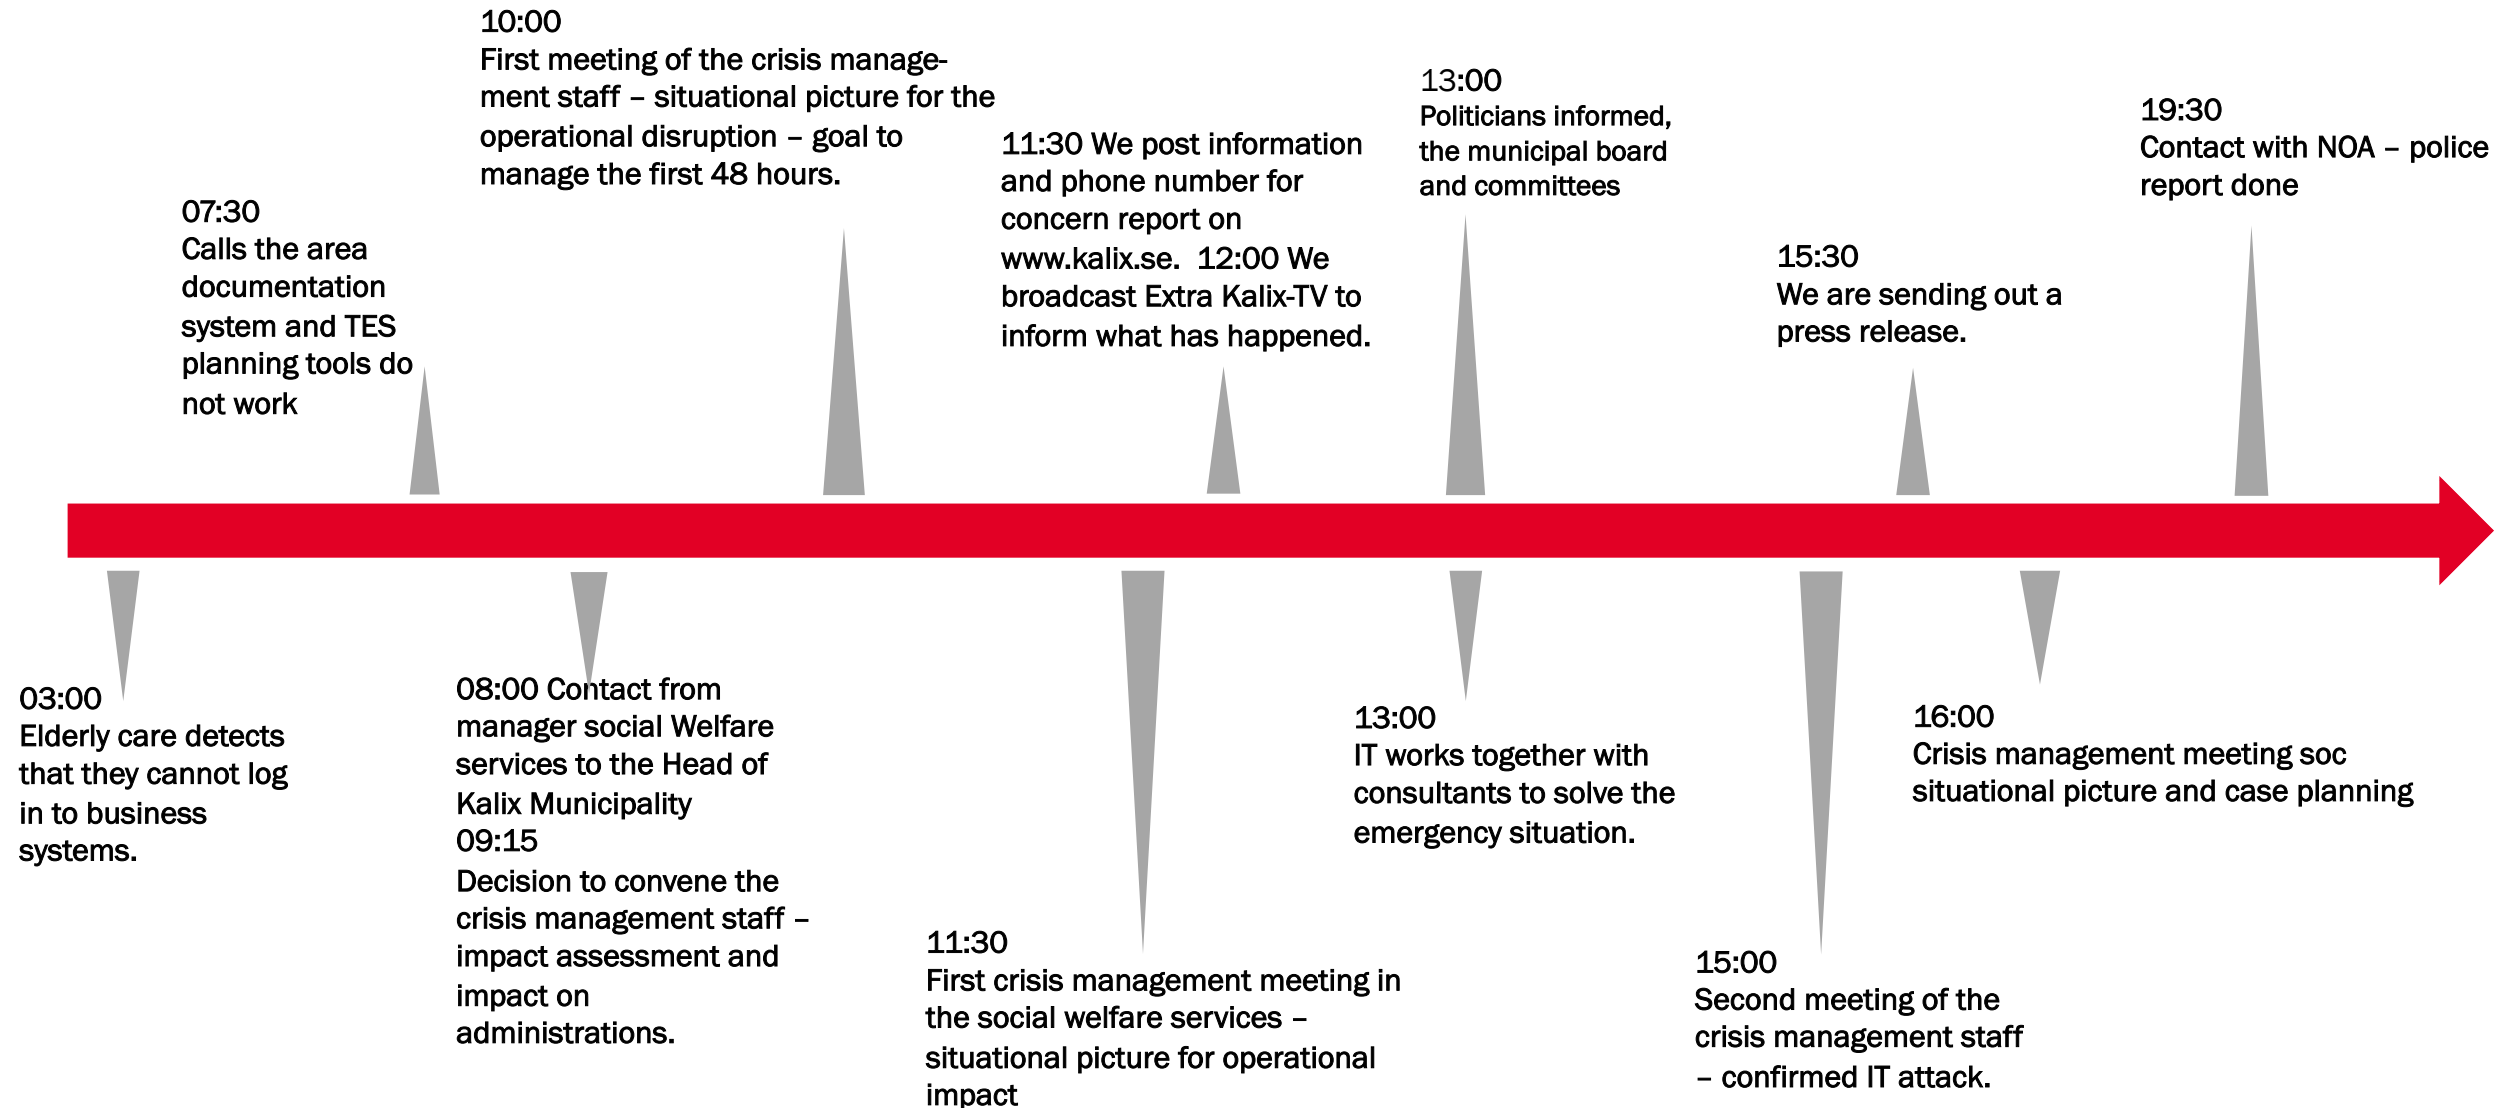 10:00
First meeting of the crisis manage-
ment staff – situational picture for the
operational disruption – goal to
manage the first 48 hours.
07:30
Calls the area
documentation
system and TES
planning tools do
not work
11:30 We post information
and phone number for
concern report on
www.kalix.se.  12:00 We
broadcast Extra Kalix-TV to
inform what has happened.
13:00
Politicians informed,
the municipal board
and committees
15:30
We are sending out a
press release.
19:30
Contact with NOA – police
report done
03:00
Elderly care detects
that they cannot log
in to business
systems.
08:00 Contact from
manager social Welfare
services to the Head of
Kalix Municipality
09:15
Decision to convene the
crisis management staff –
impact assessment and
impact on
administrations.
11:30
First crisis management meeting in
the social welfare services –
situational picture for operational
impact
13:00
IT works together with
consultants to solve the
emergency situation.
15:00
Second meeting of the
crisis management staff
– confirmed IT attack.
16:00
Crisis management meeting soc
situational picture and case planning